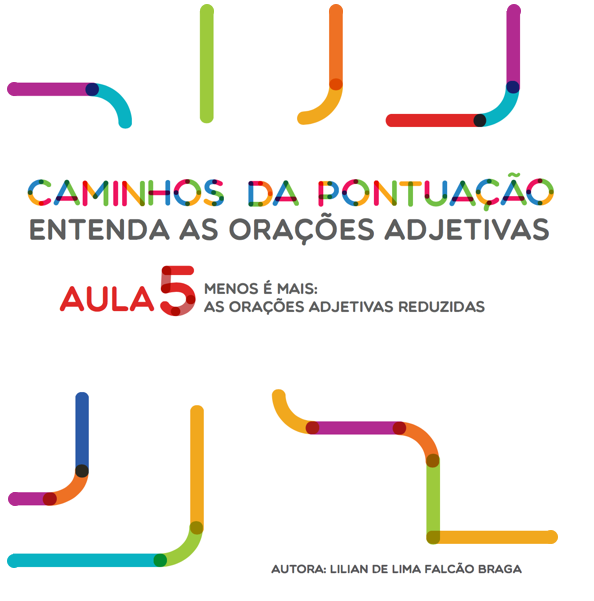 CAMINHOS DA PONTUAÇÃO
ENTENDA AS ORAÇÕES ADJETIVAS
AULA 5
MENOS É MAIS:
AS ORAÇÕES ADJETIVAS REDUZIDAS
AUTORA: LILIAN DE LIMA FALCÃO BRAGA